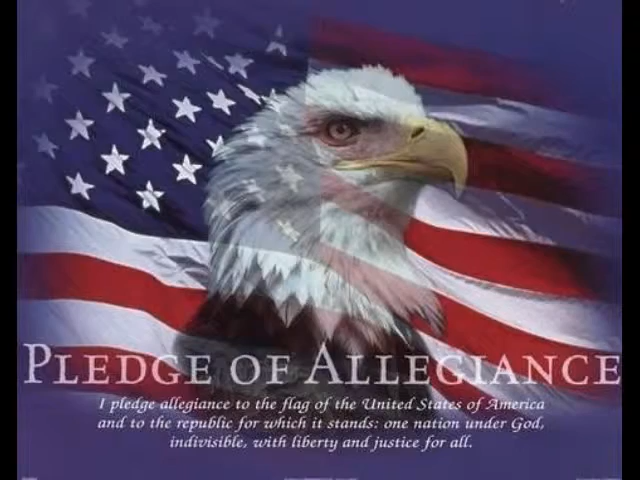 PLEDGE OF ALLEGIANCE
I pledge allegiance to the flag of the United States of America
and to the republic for which it stands: one nation under God,
indivisible, with liberty and justice for all.